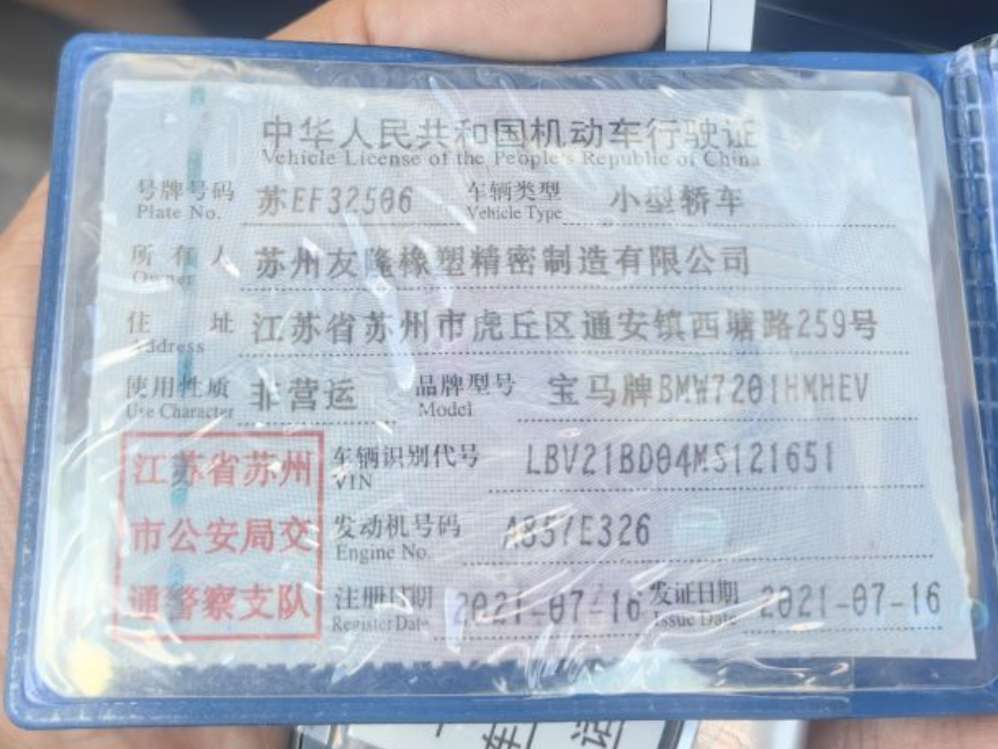 中华人民共和国机动车行驶证
Vehicle License of the People's Republic of China
号牌号码 苏EF32506 车辆类型 小型轿车
Plate No. Vehicle Type
所有人 苏州友隆橡塑精密制造有限公司
Owner
住址 江苏省苏州市虎丘区通安镇西塘路259号
Address
使用性质 非营运 品牌型号 宝马牌BMW7201HMHEV
Use Character Model
江苏省苏州
市公安局交
通警察支队
车辆识别代号 LBV21BD04MS121651
VIN
发动机号码
Engine No.
注册日期 2021-07-16 发证日期 2021-07-16
Register Date Issue Date
车